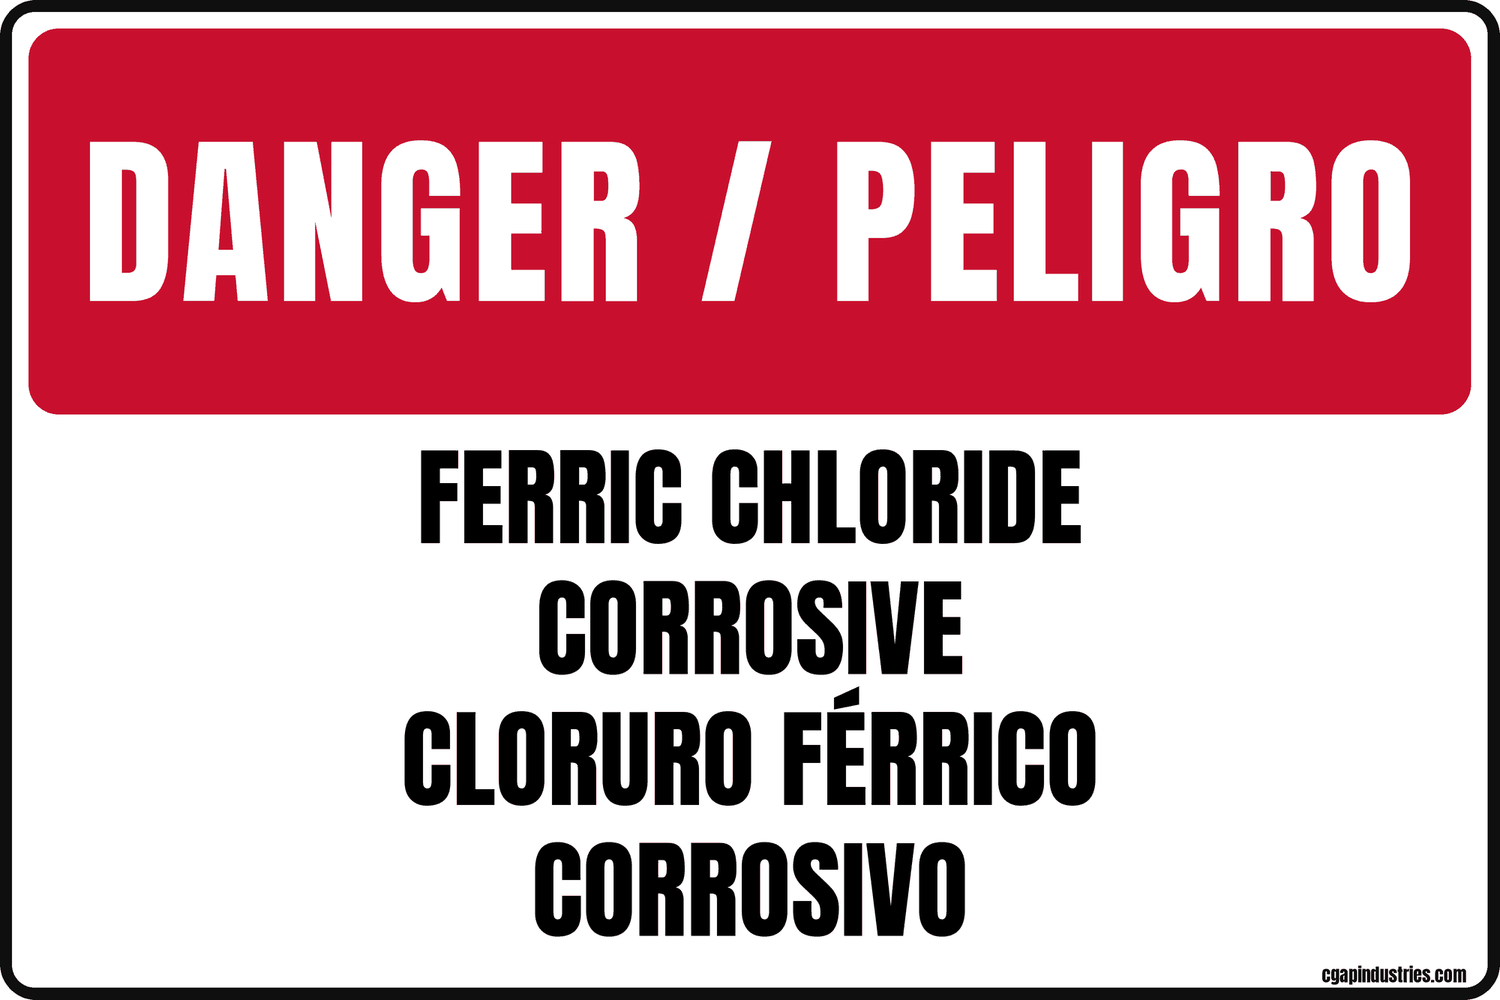 DANGER / PELIGRO
FERRIC CHLORIDE
CORROSIVE
CLORURO FÉRRICO
CORROSIVO
cgapindustries.com